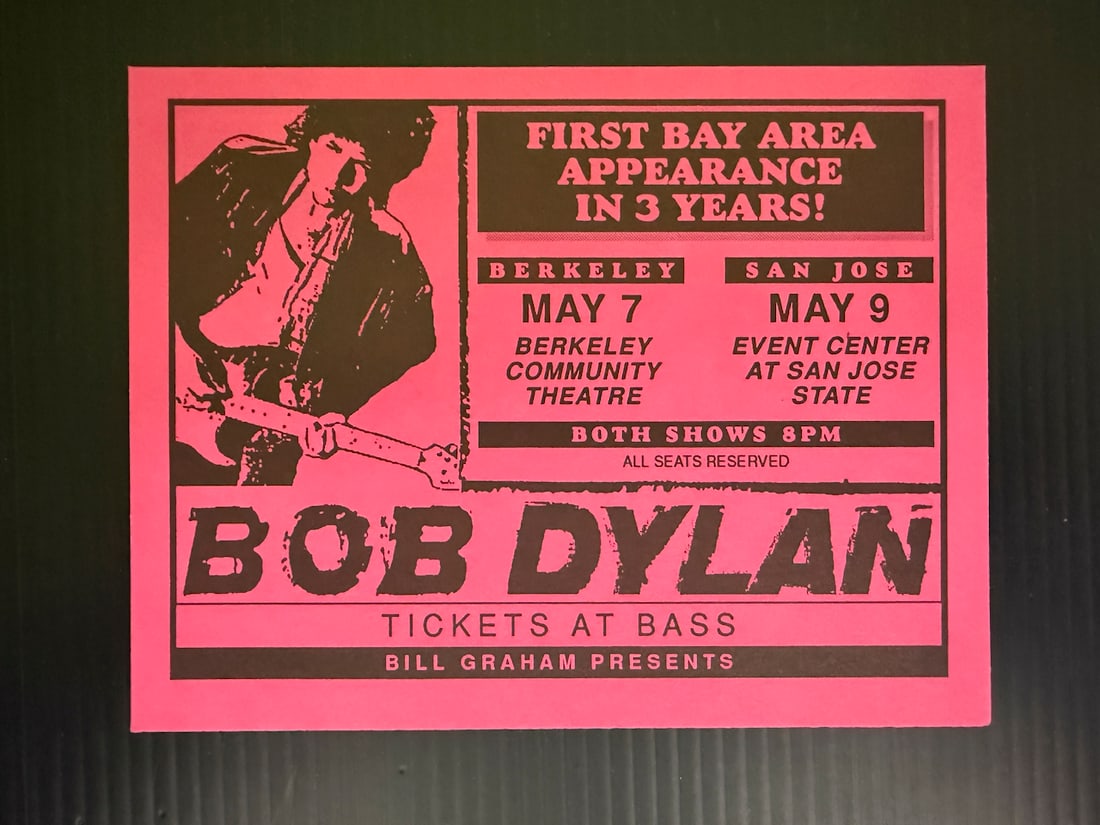 FIRST BAY AREA
APPEARANCE
IN 3 YEARS!
BERKELEY
MAY 7
BERKELEY
COMMUNITY
THEATRE
SAN JOSE
MAY 9
EVENT CENTER
AT SAN JOSE
STATE
BOTH SHOWS 8PM
ALL SEATS RESERVED
BOB DYLAN
TICKETS AT BASS
BILL GRAHAM PRESENTS